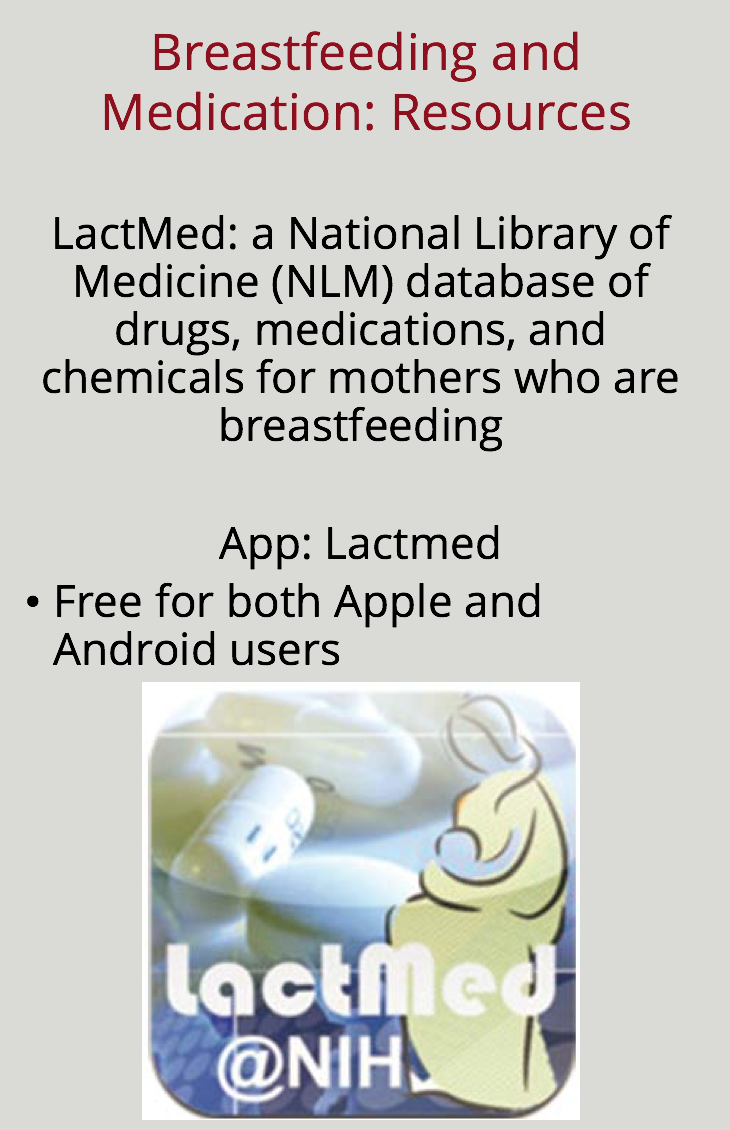 Breastfeeding and
Medication: Resources
LactMed: a National Library of
Medicine (NLM) database of
drugs, medications, and
chemicals for mothers who are
breastfeeding
App: Lactmed
• Free for both Apple and
Android users
LactMed
@NIH